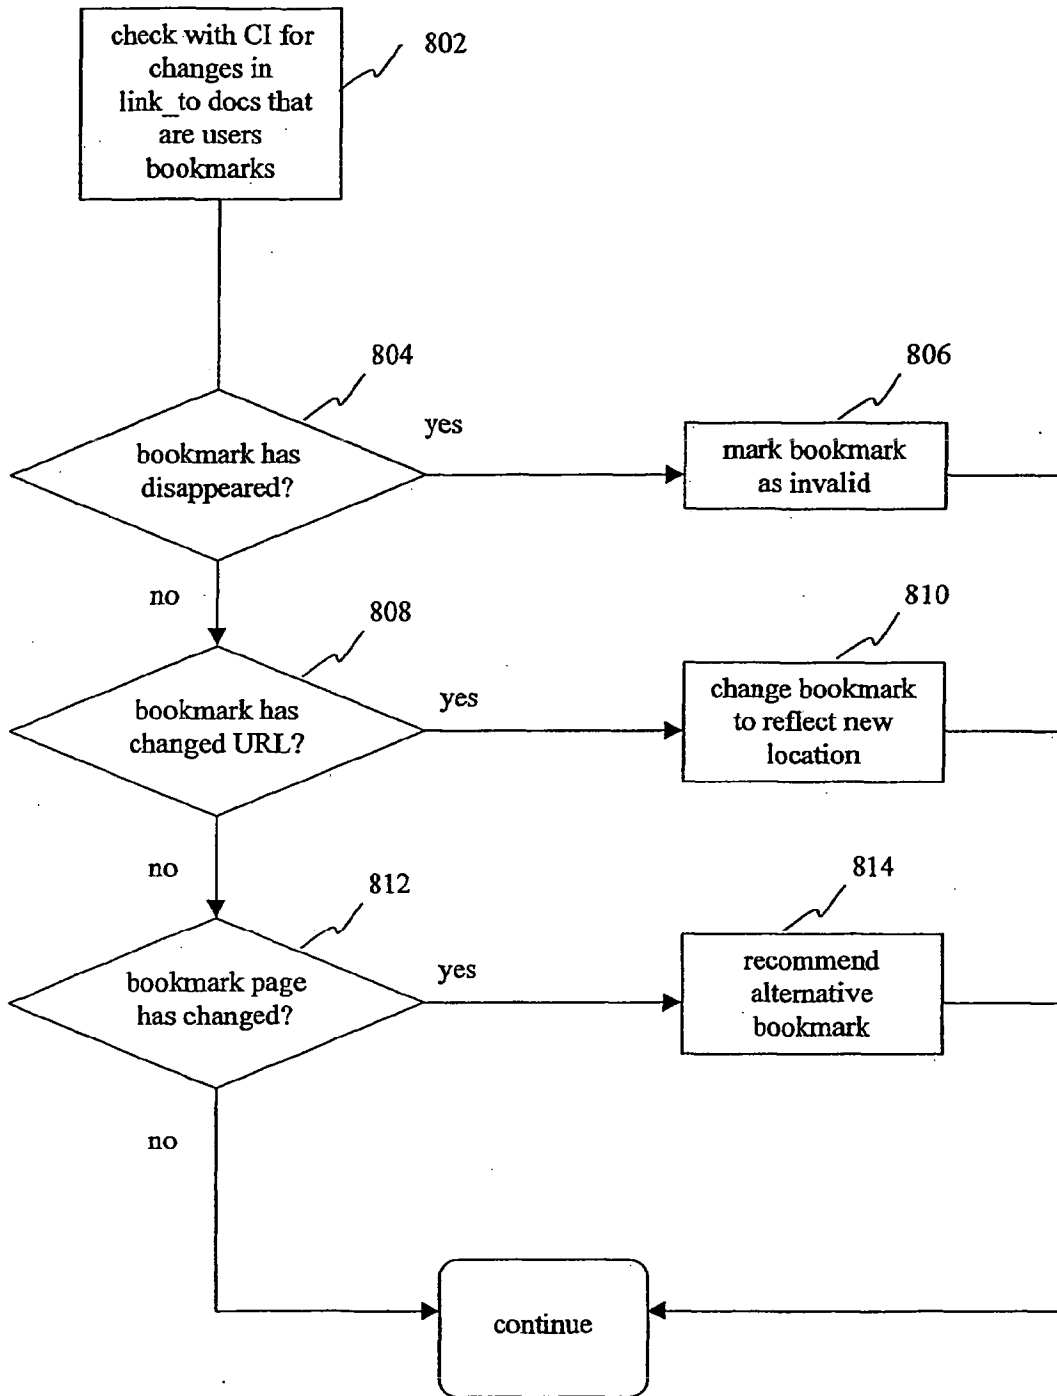 check with CI for
changes in
link_to docs that
are users
bookmarks
802
804
bookmark has
disappeared?
yes
806
mark bookmark
as invalid
no
808
bookmark has
changed URL?
yes
810
change bookmark
to reflect new
location
no
812
bookmark page
has changed?
yes
814
recommend
alternative
bookmark
no
continue